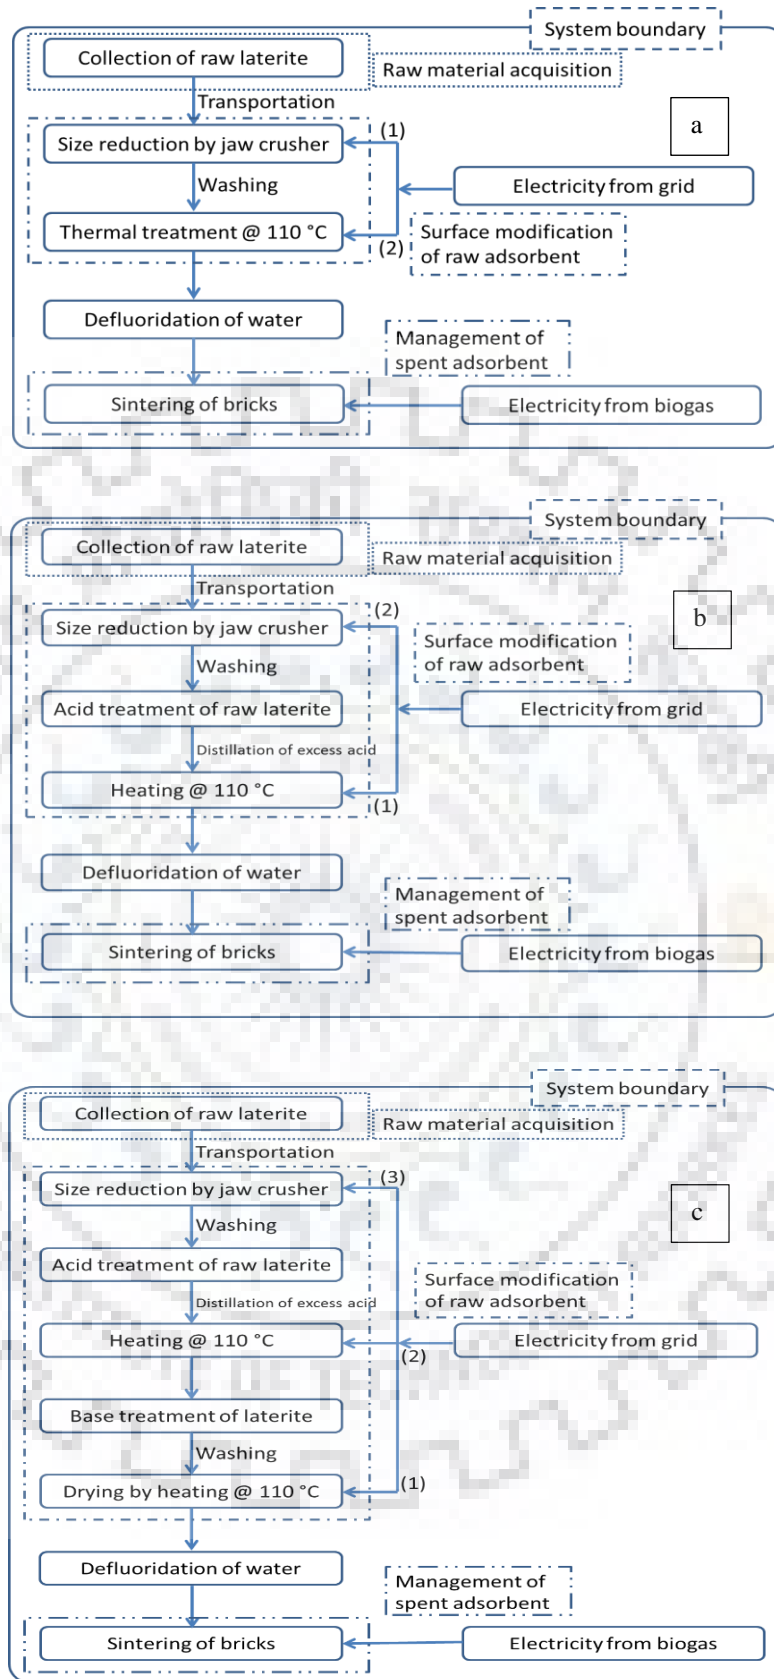 System boundary
Collection of raw laterite
Raw material acquisition
Transportation
a
(1)
Size reduction by jaw crusher
Washing
Electricity from grid
Thermal treatment @ 110 °C
(2)
Surface modification
of raw adsorbent
Defluoridation of water
Management of
spent adsorbent
Sintering of bricks
Electricity from biogas
System boundary
Collection of raw laterite
Raw material acquisition
Transportation
b
(2)
Size reduction by jaw crusher
Surface modification
of raw adsorbent
Washing
Acid treatment of raw laterite
Electricity from grid
Distillation of excess acid
Heating @ 110 °C
(1)
Defluoridation of water
Management of
spent adsorbent
Sintering of bricks
Electricity from biogas
System boundary
Collection of raw laterite
Raw material acquisition
Transportation
(3)
Size reduction by jaw crusher
c
Washing
Acid treatment of raw laterite
Surface modification
of raw adsorbent
Distillation of excess acid
Heating @ 110 °C
Electricity from grid
(2)
Base treatment of laterite
Washing
(1)
Drying by heating @ 110 °C
Defluoridation of water
Management of
spent adsorbent
Sintering of bricks
Electricity from biogas